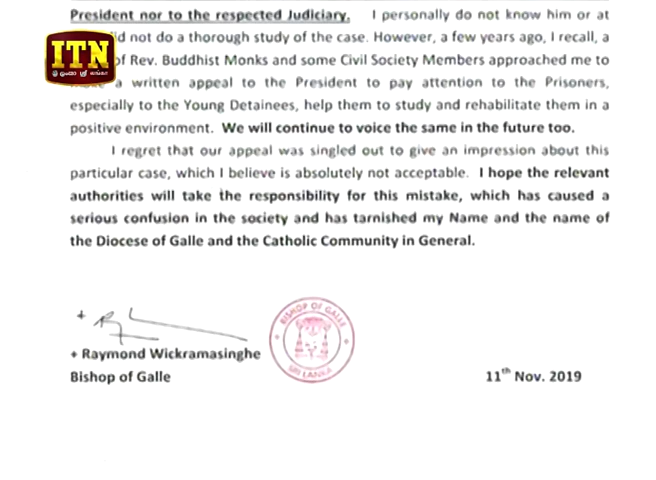 President nor to the respected Judiciary. I personally do not know him or at
ITN
did not do a thorough study of the case. However, a few years ago, I recall, a
of Rev. Buddhist Monks and some Civil Society Members approached me to
a written appeal to the President to pay attention to the Prisoners,
especially to the Young Detainees, help them to study and rehabilitate them in a
positive environment. We will continue to voice the same in the future too.
I regret that our appeal was singled out to give an impression about this
particular case, which I believe is absolutely not acceptable. I hope the relevant
authorities will take the responsibility for this mistake, which has caused a
serious confusion in the society and has tarnished my Name and the name of
the Diocese of Galle and the Catholic Community in General.
+ Raymond Wickramasinghe
Bishop of Galle
BISHOP OF GALLE
SRI LANKA
11th Nov. 2019